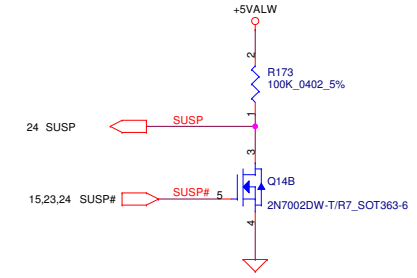 +5VALW
2
R173
100K_0402_5%
1
24 SUSP SUSP
3
Q14B
15,23,24 SUSP# SUSP# 5
2N7002DW-T/R7_SOT363-6
4